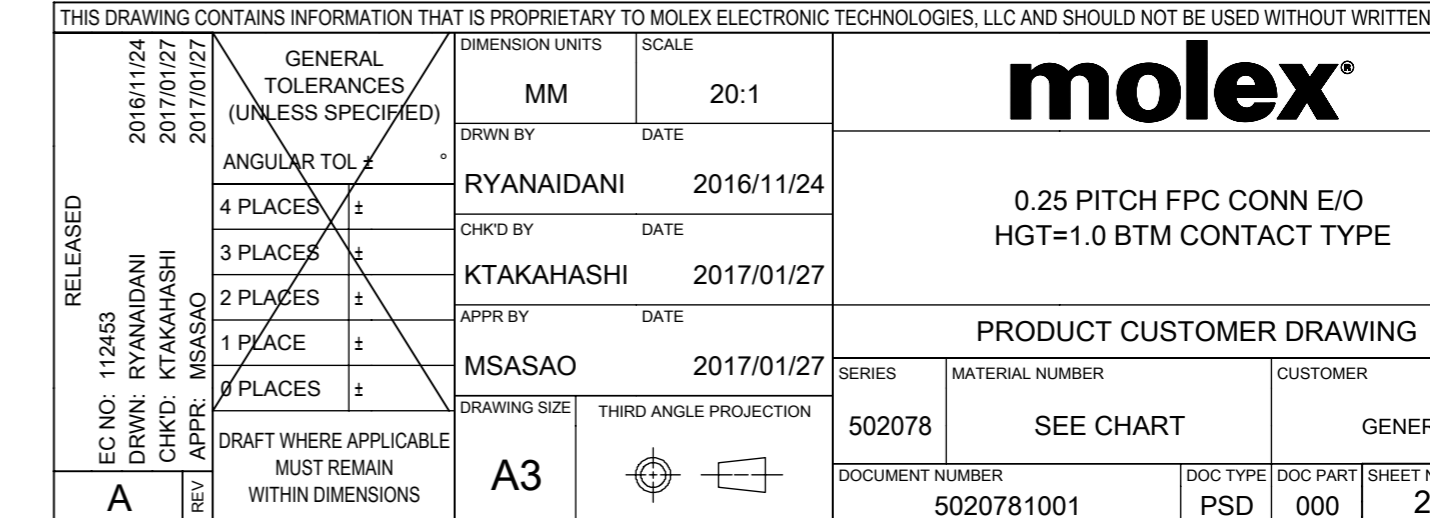 THIS DRAWING CONTAINS INFORMATION THAT IS PROPRIETARY TO MOLEX ELECTRONIC TECHNOLOGIES, LLC AND SHOULD NOT BE USED WITHOUT WRITTEN
RELEASED
EC NO: 112453
DRWN: RYANAIDANI 2016/11/24
CHK'D: KTAKAHASHI 2017/01/27
APPR: MSASAO 2017/01/27
A
REV
GENERAL
TOLERANCES
(UNLESS SPECIFIED)
ANGULAR TOL ± °
4 PLACES ±
3 PLACES ±
2 PLACES ±
1 PLACE ±
0 PLACES ±
DRAFT WHERE APPLICABLE
MUST REMAIN
WITHIN DIMENSIONS
DIMENSION UNITS SCALE
MM 20:1
DRWN BY DATE
RYANAIDANI 2016/11/24
CHK'D BY DATE
KTAKAHASHI 2017/01/27
APPR BY DATE
MSASAO 2017/01/27
DRAWING SIZE THIRD ANGLE PROJECTION
A3
molex®
0.25 PITCH FPC CONN E/O
HGT=1.0 BTM CONTACT TYPE
PRODUCT CUSTOMER DRAWING
SERIES MATERIAL NUMBER CUSTOMER
502078 SEE CHART
DOCUMENT NUMBER DOC TYPE DOC PART SHEET
5020781001 PSD 000 2